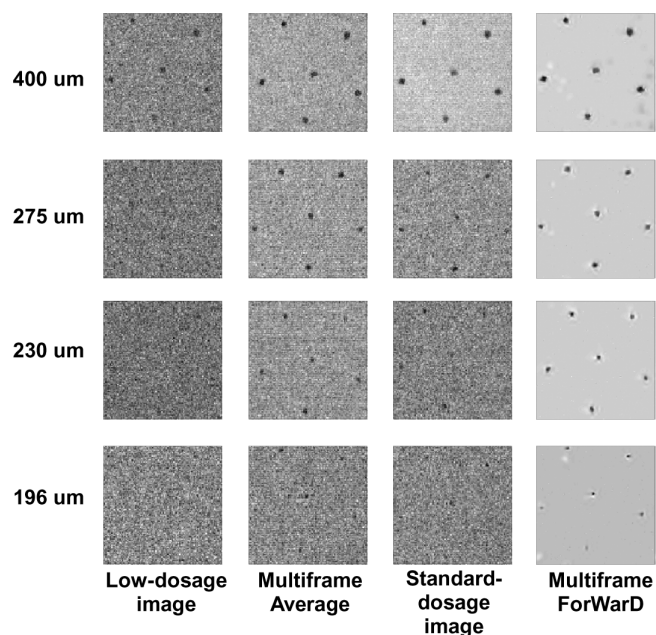 400 um
275 um
230 um
196 um
Low-dosage
image
Multiframe
Average
Standard-
dosage
image
Multiframe
ForWarD